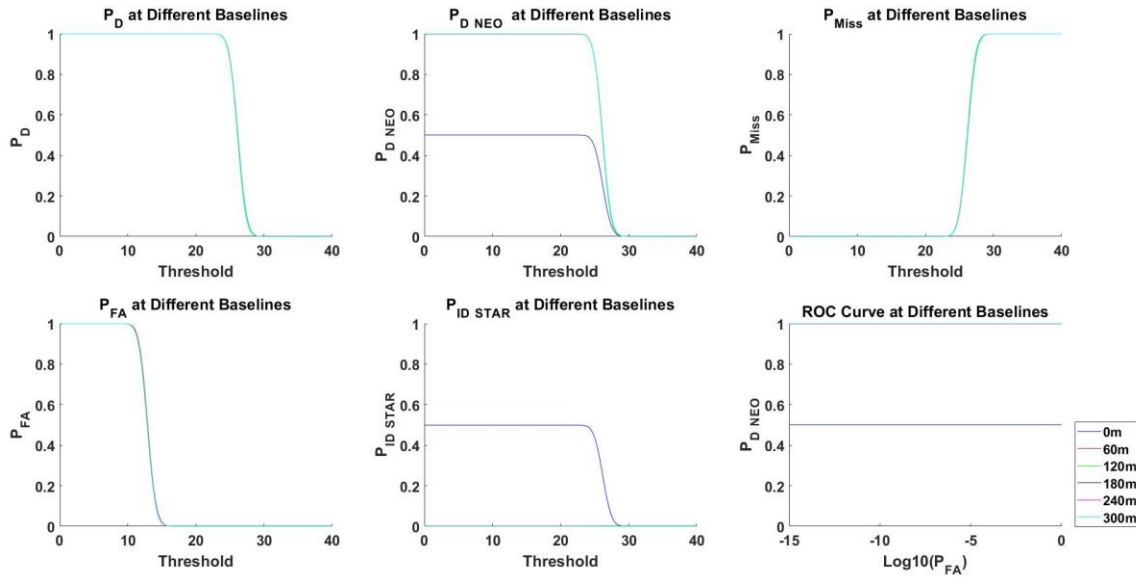 P_D at Different Baselines
P_D
1
0.8
0.6
0.4
0.2
0
0 10 20 30 40
Threshold
P_D NEO at Different Baselines
P_D NEO
1
0.8
0.6
0.4
0.2
0
0 10 20 30 40
Threshold
P_Miss at Different Baselines
P_Miss
1
0.8
0.6
0.4
0.2
0
0 10 20 30 40
Threshold
P_FA at Different Baselines
P_FA
1
0.8
0.6
0.4
0.2
0
0 10 20 30 40
Threshold
P_ID STAR at Different Baselines
P_ID STAR
1
0.8
0.6
0.4
0.2
0
0 10 20 30 40
Threshold
ROC Curve at Different Baselines
P_D NEO
1
0.8
0.6
0.4
0.2
0
-15 -10 -5 0
Log10(P_FA)
0m
60m
120m
180m
240m
300m